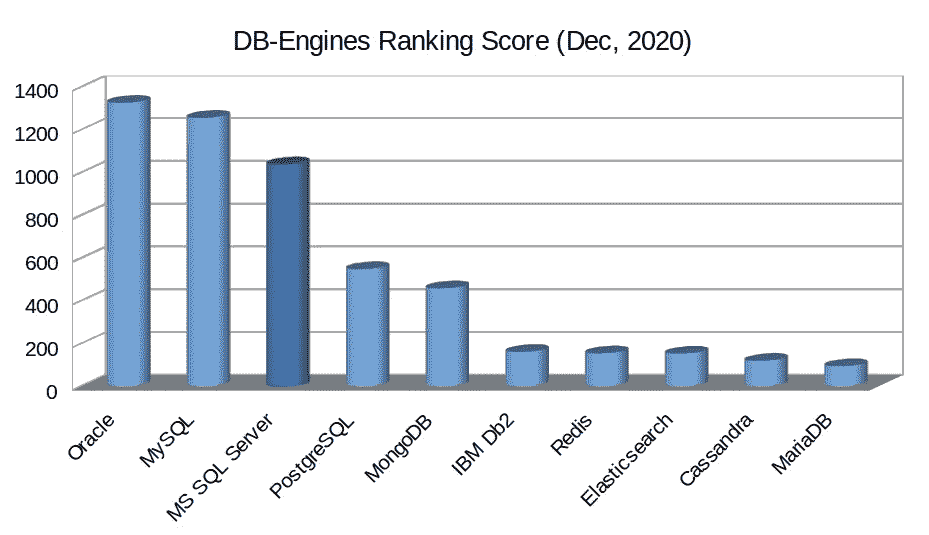 DB-Engines Ranking Score (Dec, 2020)
1400
1200
1000
800
600
400
200
0
Oracle
MySQL
MS SQL Server
PostgreSQL
MongoDB
IBM Db2
Redis
Elasticsearch
Cassandra
MariaDB